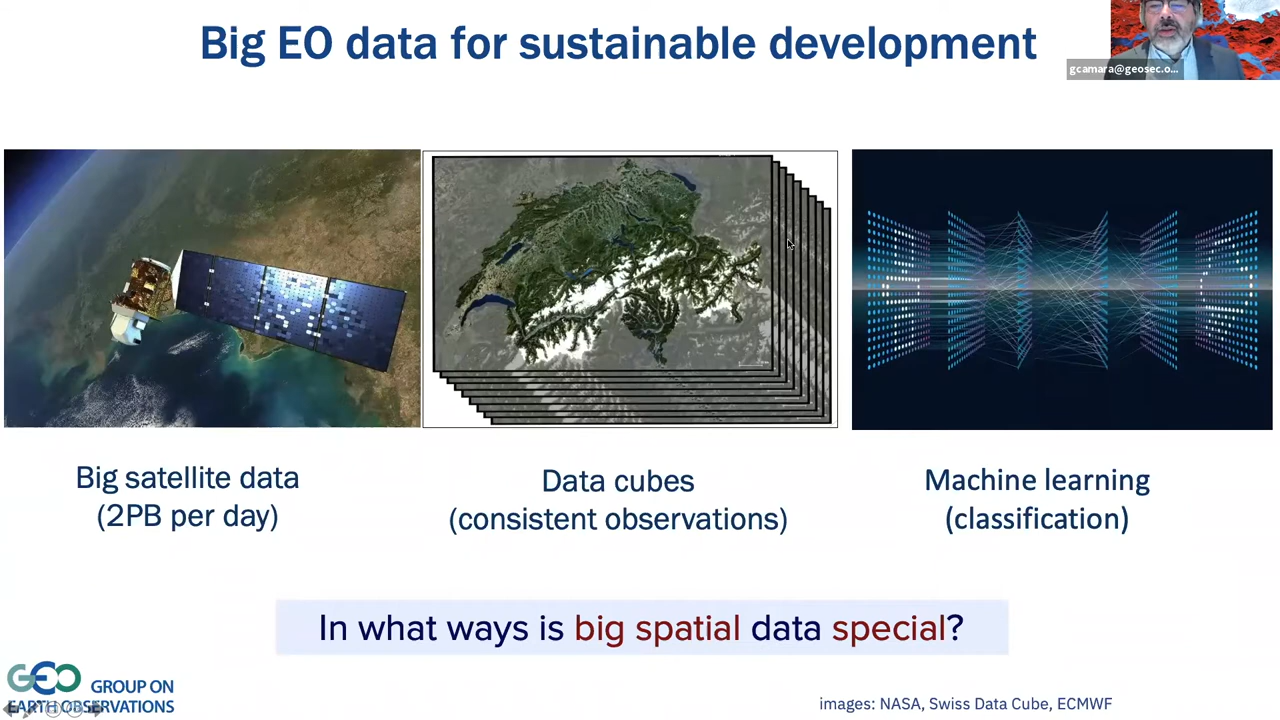 Big EO data for sustainable development
gcamara@geosec.o...
Big satellite data
(2PB per day)
Data cubes
(consistent observations)
Machine learning
(classification)
In what ways is big spatial data special?
GEO GROUP ON
EARTH OBSERVATIONS
images: NASA, Swiss Data Cube, ECMWF